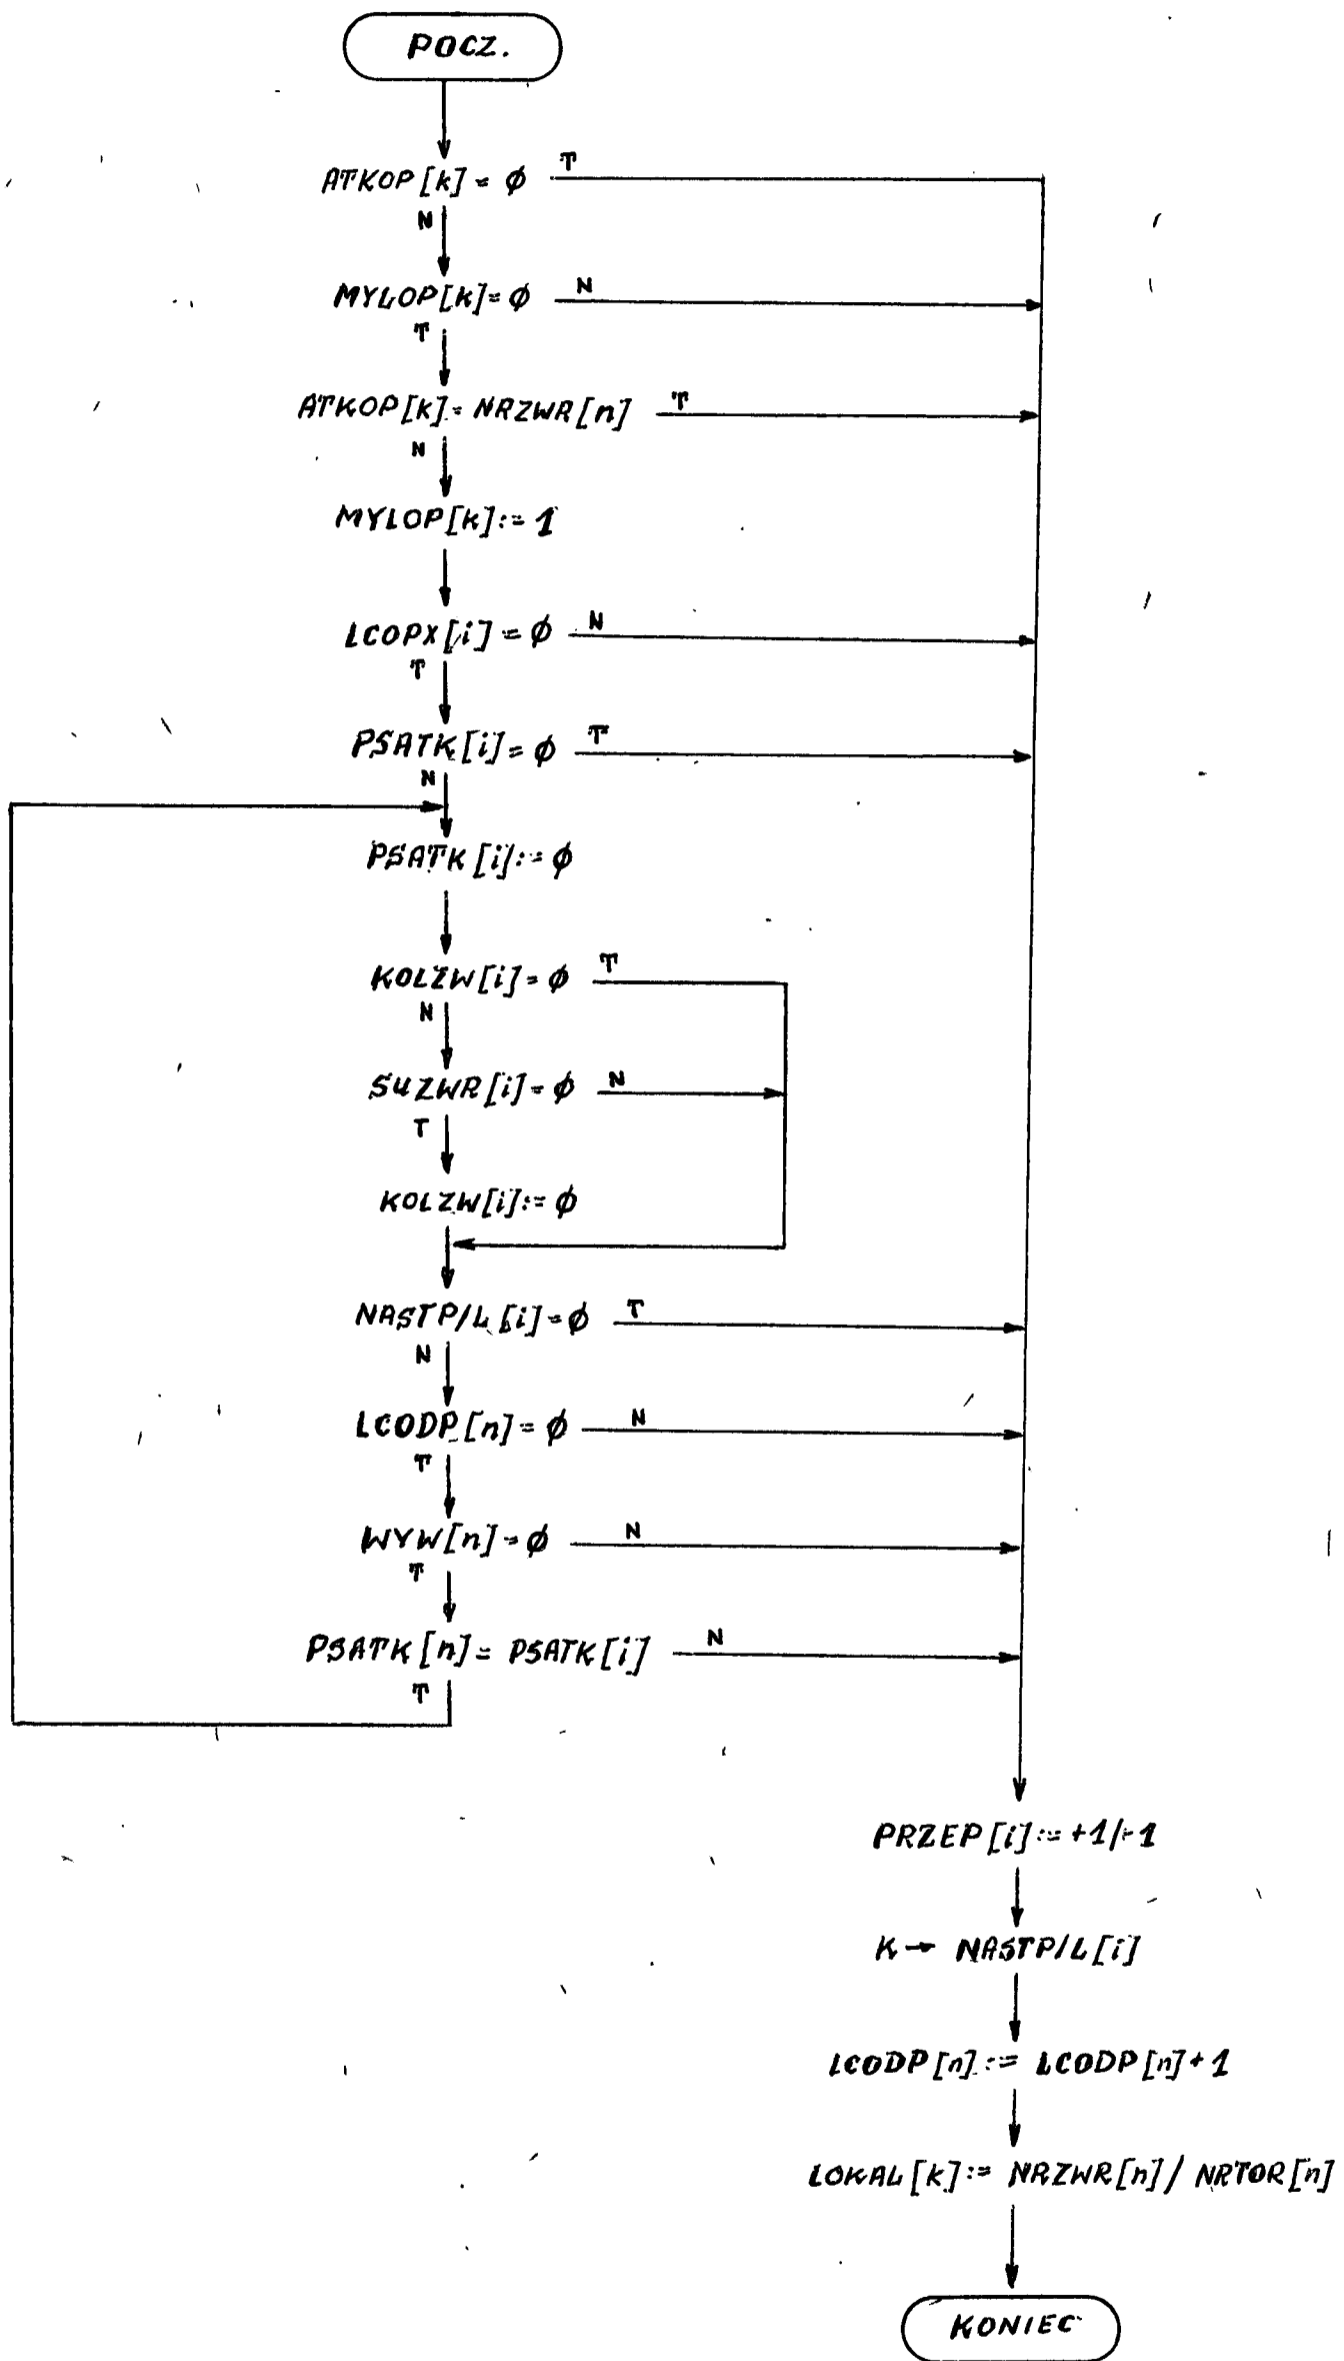 POCZ.
ATKOP[k] = ∅ T
N
MYLOP[k] = ∅ N
T
ATKOP[k] = NRZWR[n] T
N
MYLOP[k] := 1
LCOPX[i] = ∅ N
T
PSATK[i] = ∅ T
N
PSATK[i] := ∅
KOLZW[i] = ∅ T
N
SUZWR[i] = ∅ N
T
KOLZW[i] := ∅
NASTP/L[i] = ∅ T
N
LCODP[n] = ∅ N
T
WYW[n] = ∅ N
T
PSATK[n] = PSATK[i] N
T
PRZEP[i] := +1/-1
K → NASTP/L[i]
LCODP[n] := LCODP[n] + 1
LOKAL[k] := NRZWR[n] / NRTOR[n]
KONIEC